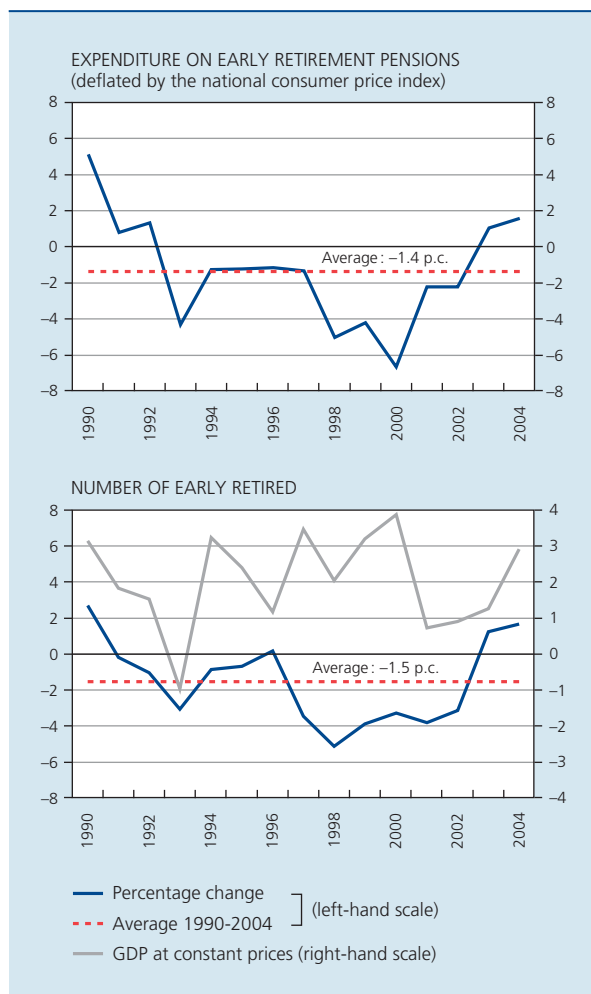 EXPENDITURE ON EARLY RETIREMENT PENSIONS
(deflated by the national consumer price index)
8 8
6 6
4 4
2 2
0 0
Average : –1.4 p.c.
–2 –2
–4 –4
–6 –6
–8 –8
1990 1992 1994 1996 1998 2000 2002 2004
NUMBER OF EARLY RETIRED
8 4
6 3
4 2
2 1
0 0
Average : –1.5 p.c.
–2 –1
–4 –2
–6 –3
–8 –4
1990 1992 1994 1996 1998 2000 2002 2004
Percentage change
(left-hand scale)
Average 1990-2004
GDP at constant prices (right-hand scale)